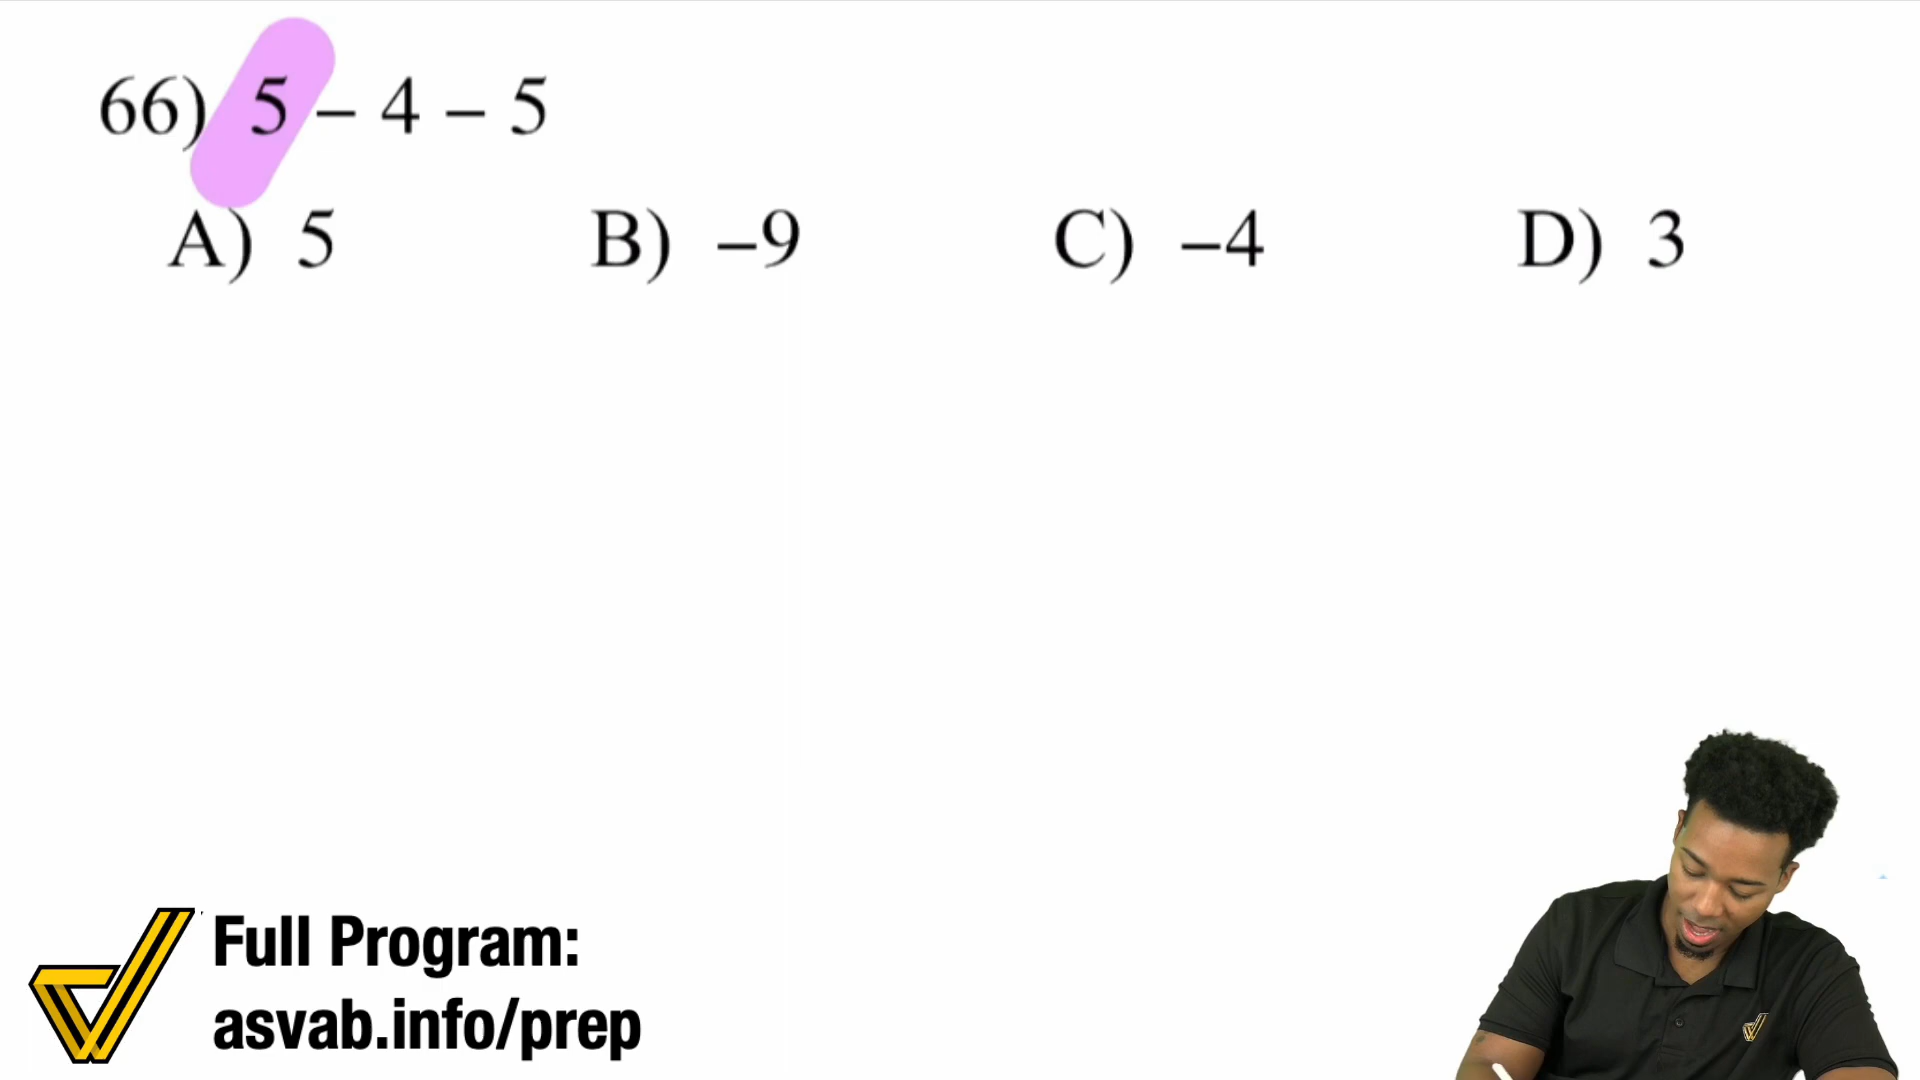 66) 5 – 4 – 5
A) 5 B) –9 C) –4 D) 3
Full Program:
asvab.info/prep